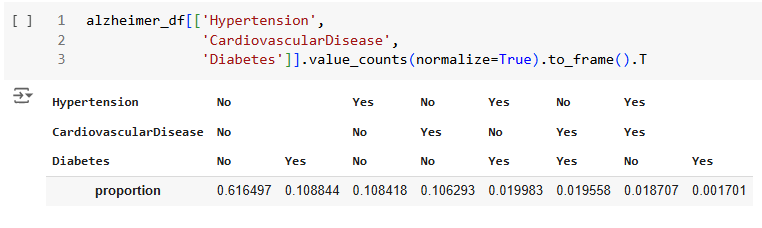 [ ] 1 alzheimer_df[['Hypertension',
2 'CardiovascularDisease',
3 'Diabetes']].value_counts(normalize=True).to_frame().T
Hypertension No Yes No Yes No Yes
CardiovascularDisease No No Yes No Yes Yes
Diabetes No Yes No No Yes Yes No Yes
proportion 0.616497 0.108844 0.108418 0.106293 0.019983 0.019558 0.018707 0.001701